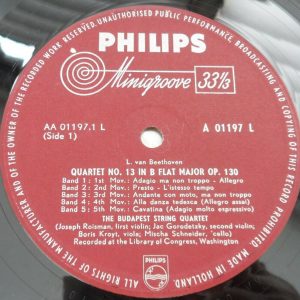 ALL RIGHTS OF THE MANUFACTURER AND OF THE OWNER OF THE RECORDED WORK RESERVED. UNAUTHORISED PUBLIC PERFORMANCE BROADCASTING AND COPYING OF THIS RECORD PROHIBITED.
PHILIPS
Minigroove 33⅓
AA 01197.1 L
(Side 1)
A 01197 L
L. van Beethoven
QUARTET NO. 13 IN B FLAT MAJOR OP. 130
Band 1: 1st Mov.: Adagio ma non troppo - Allegro
Band 2: 2nd Mov.: Presto - L'istesso tempo
Band 3: 3rd Mov.: Andante con moto, ma non troppo
Band 4: 4th Mov.: Alla danza tedesca (Allegro assai)
Band 5: 5th Mov.: Cavatina (Adagio molto espressivo)
THE BUDAPEST STRING QUARTET
(Joseph Roisman, first violin; Jac Gorodetsky, second violin;
Boris Kroyt, viola; Mischa Schneider, 'cello)
Recorded at the Library of Congress, Washington
PHILIPS
MADE IN HOLLAND